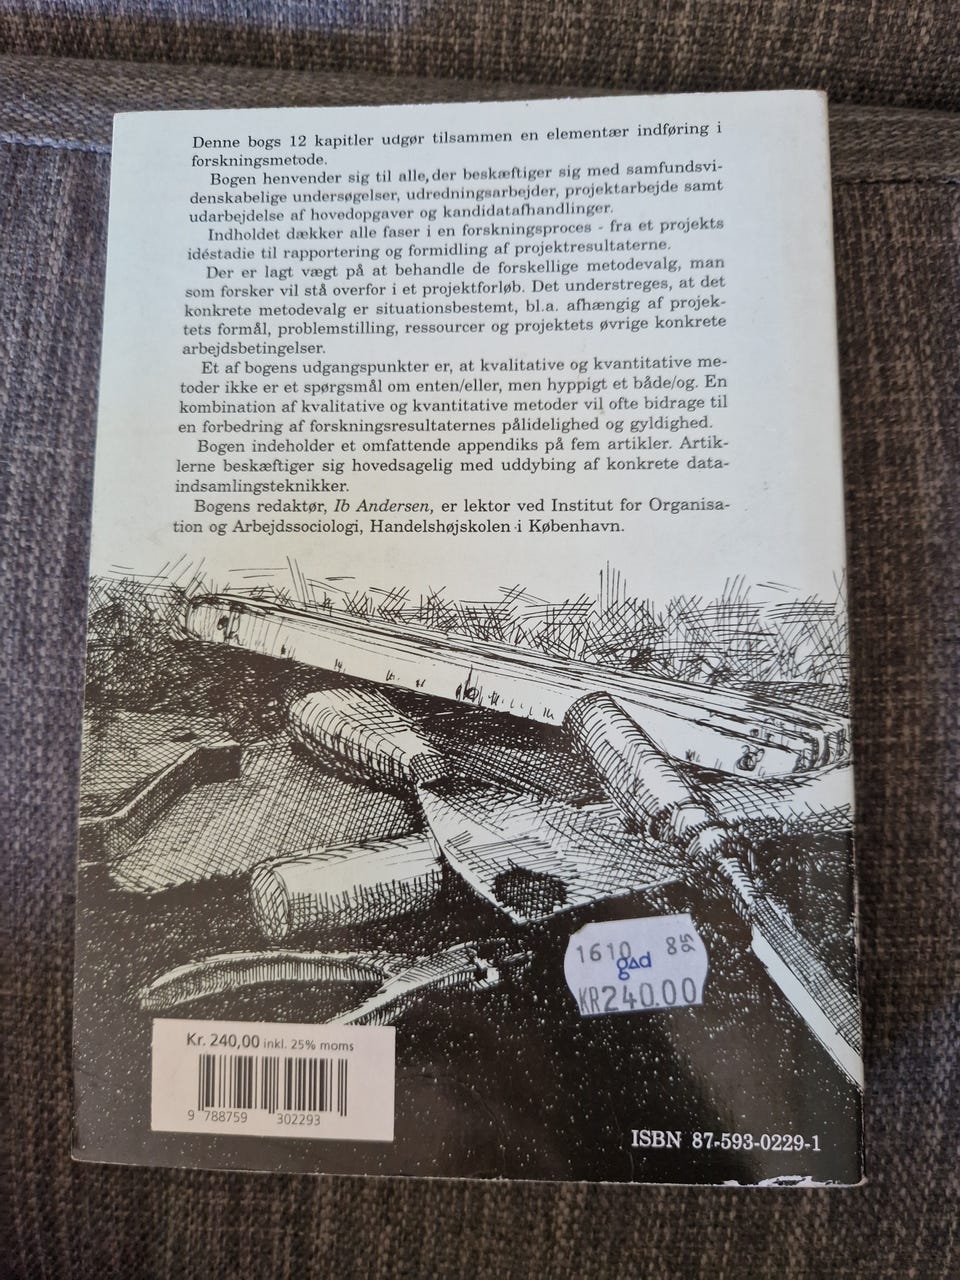 Denne bogs 12 kapitler udgør tilsammen en elementær indføring i
forskningsmetode.
Bogen henvender sig til alle, der beskæftiger sig med samfundsvi-
denskabelige undersøgelser, udredningsarbejder, projektarbejde samt
udarbejdelse af hovedopgaver og kandidatafhandlinger.
Indholdet dækker alle faser i en forskningsproces - fra et projekts
idéstadie til rapportering og formidling af projektresultaterne.
Der er lagt vægt på at behandle de forskellige metodevalg, man
som forsker vil stå overfor i et projektforløb. Det understreges, at det
konkrete metodevalg er situationsbestemt, bl.a. afhængig af projek-
tets formål, problemstilling, ressourcer og projektets øvrige konkrete
arbejdsbetingelser.
Et af bogens udgangspunkter er, at kvalitative og kvantitative me-
toder ikke er et spørgsmål om enten/eller, men hyppigt et både/og. En
kombination af kvalitative og kvantitative metoder vil ofte bidrage til
en forbedring af forskningsresultaternes pålidelighed og gyldighed.
Bogen indeholder et omfattende appendiks på fem artikler. Artik-
lerne beskæftiger sig hovedsagelig med uddybing af konkrete data-
indsamlingsteknikker.
Bogens redaktør, Ib Andersen, er lektor ved Institut for Organisa-
tion og Arbejdssociologi, Handelshøjskolen i København.
1610 8 25
gad
KR240.00
Kr. 240,00 inkl. 25% moms
9 788759 302293
ISBN 87-593-0229-1